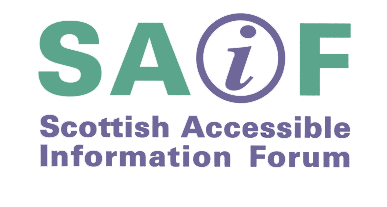 SAiF
Scottish Accessible
Information Forum